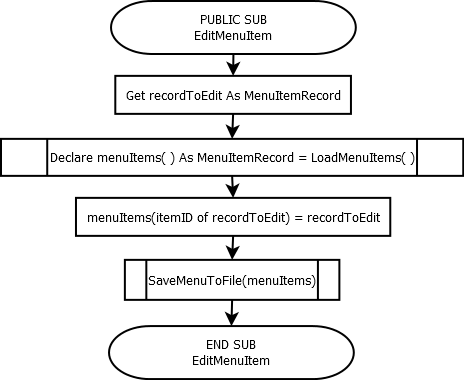 PUBLIC SUB
EditMenuItem
Get recordToEdit As MenuItemRecord
Declare menuItems( ) As MenuItemRecord = LoadMenuItems( )
menuItems(itemID of recordToEdit) = recordToEdit
SaveMenuToFile(menuItems)
END SUB
EditMenuItem